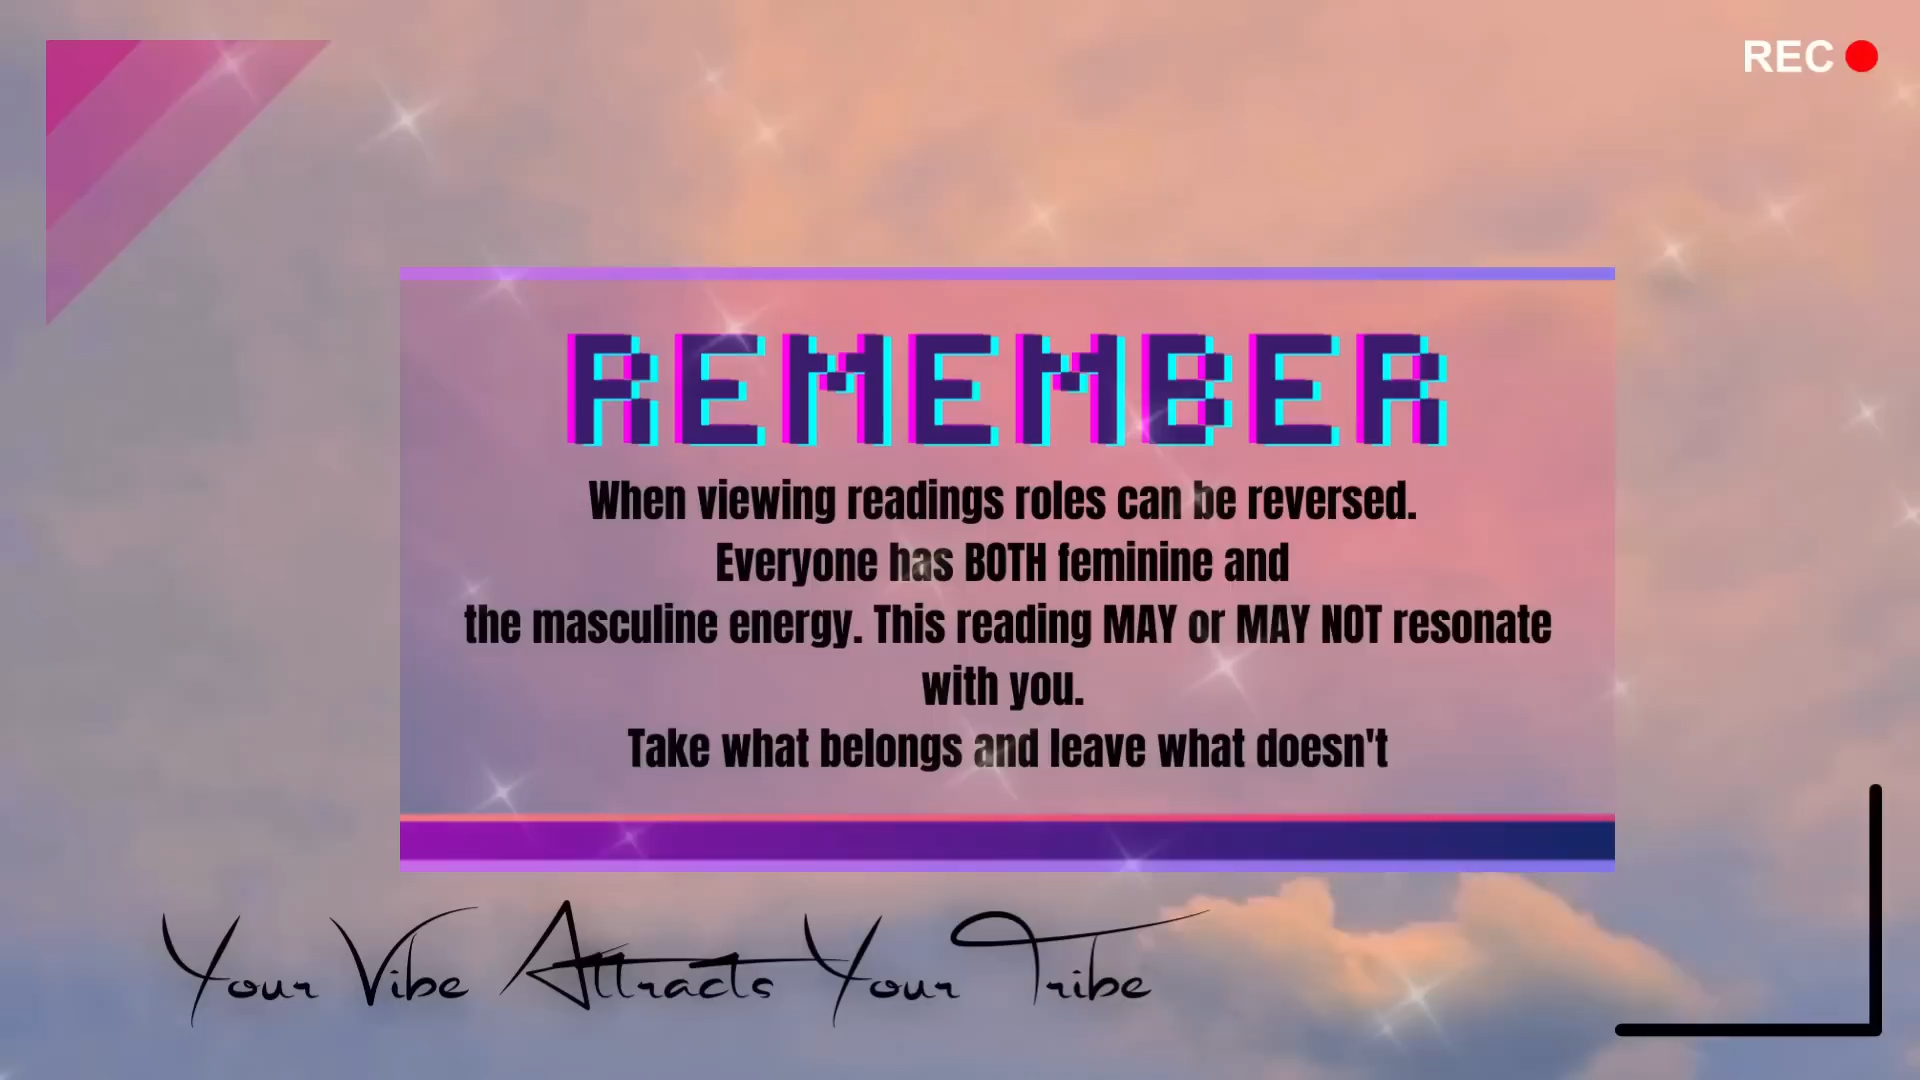 REC
REMEMBER
When viewing readings roles can be reversed.
Everyone has BOTH feminine and
the masculine energy. This reading MAY or MAY NOT resonate
with you.
Take what belongs and leave what doesn't
Your Vibe Attracts Your Tribe